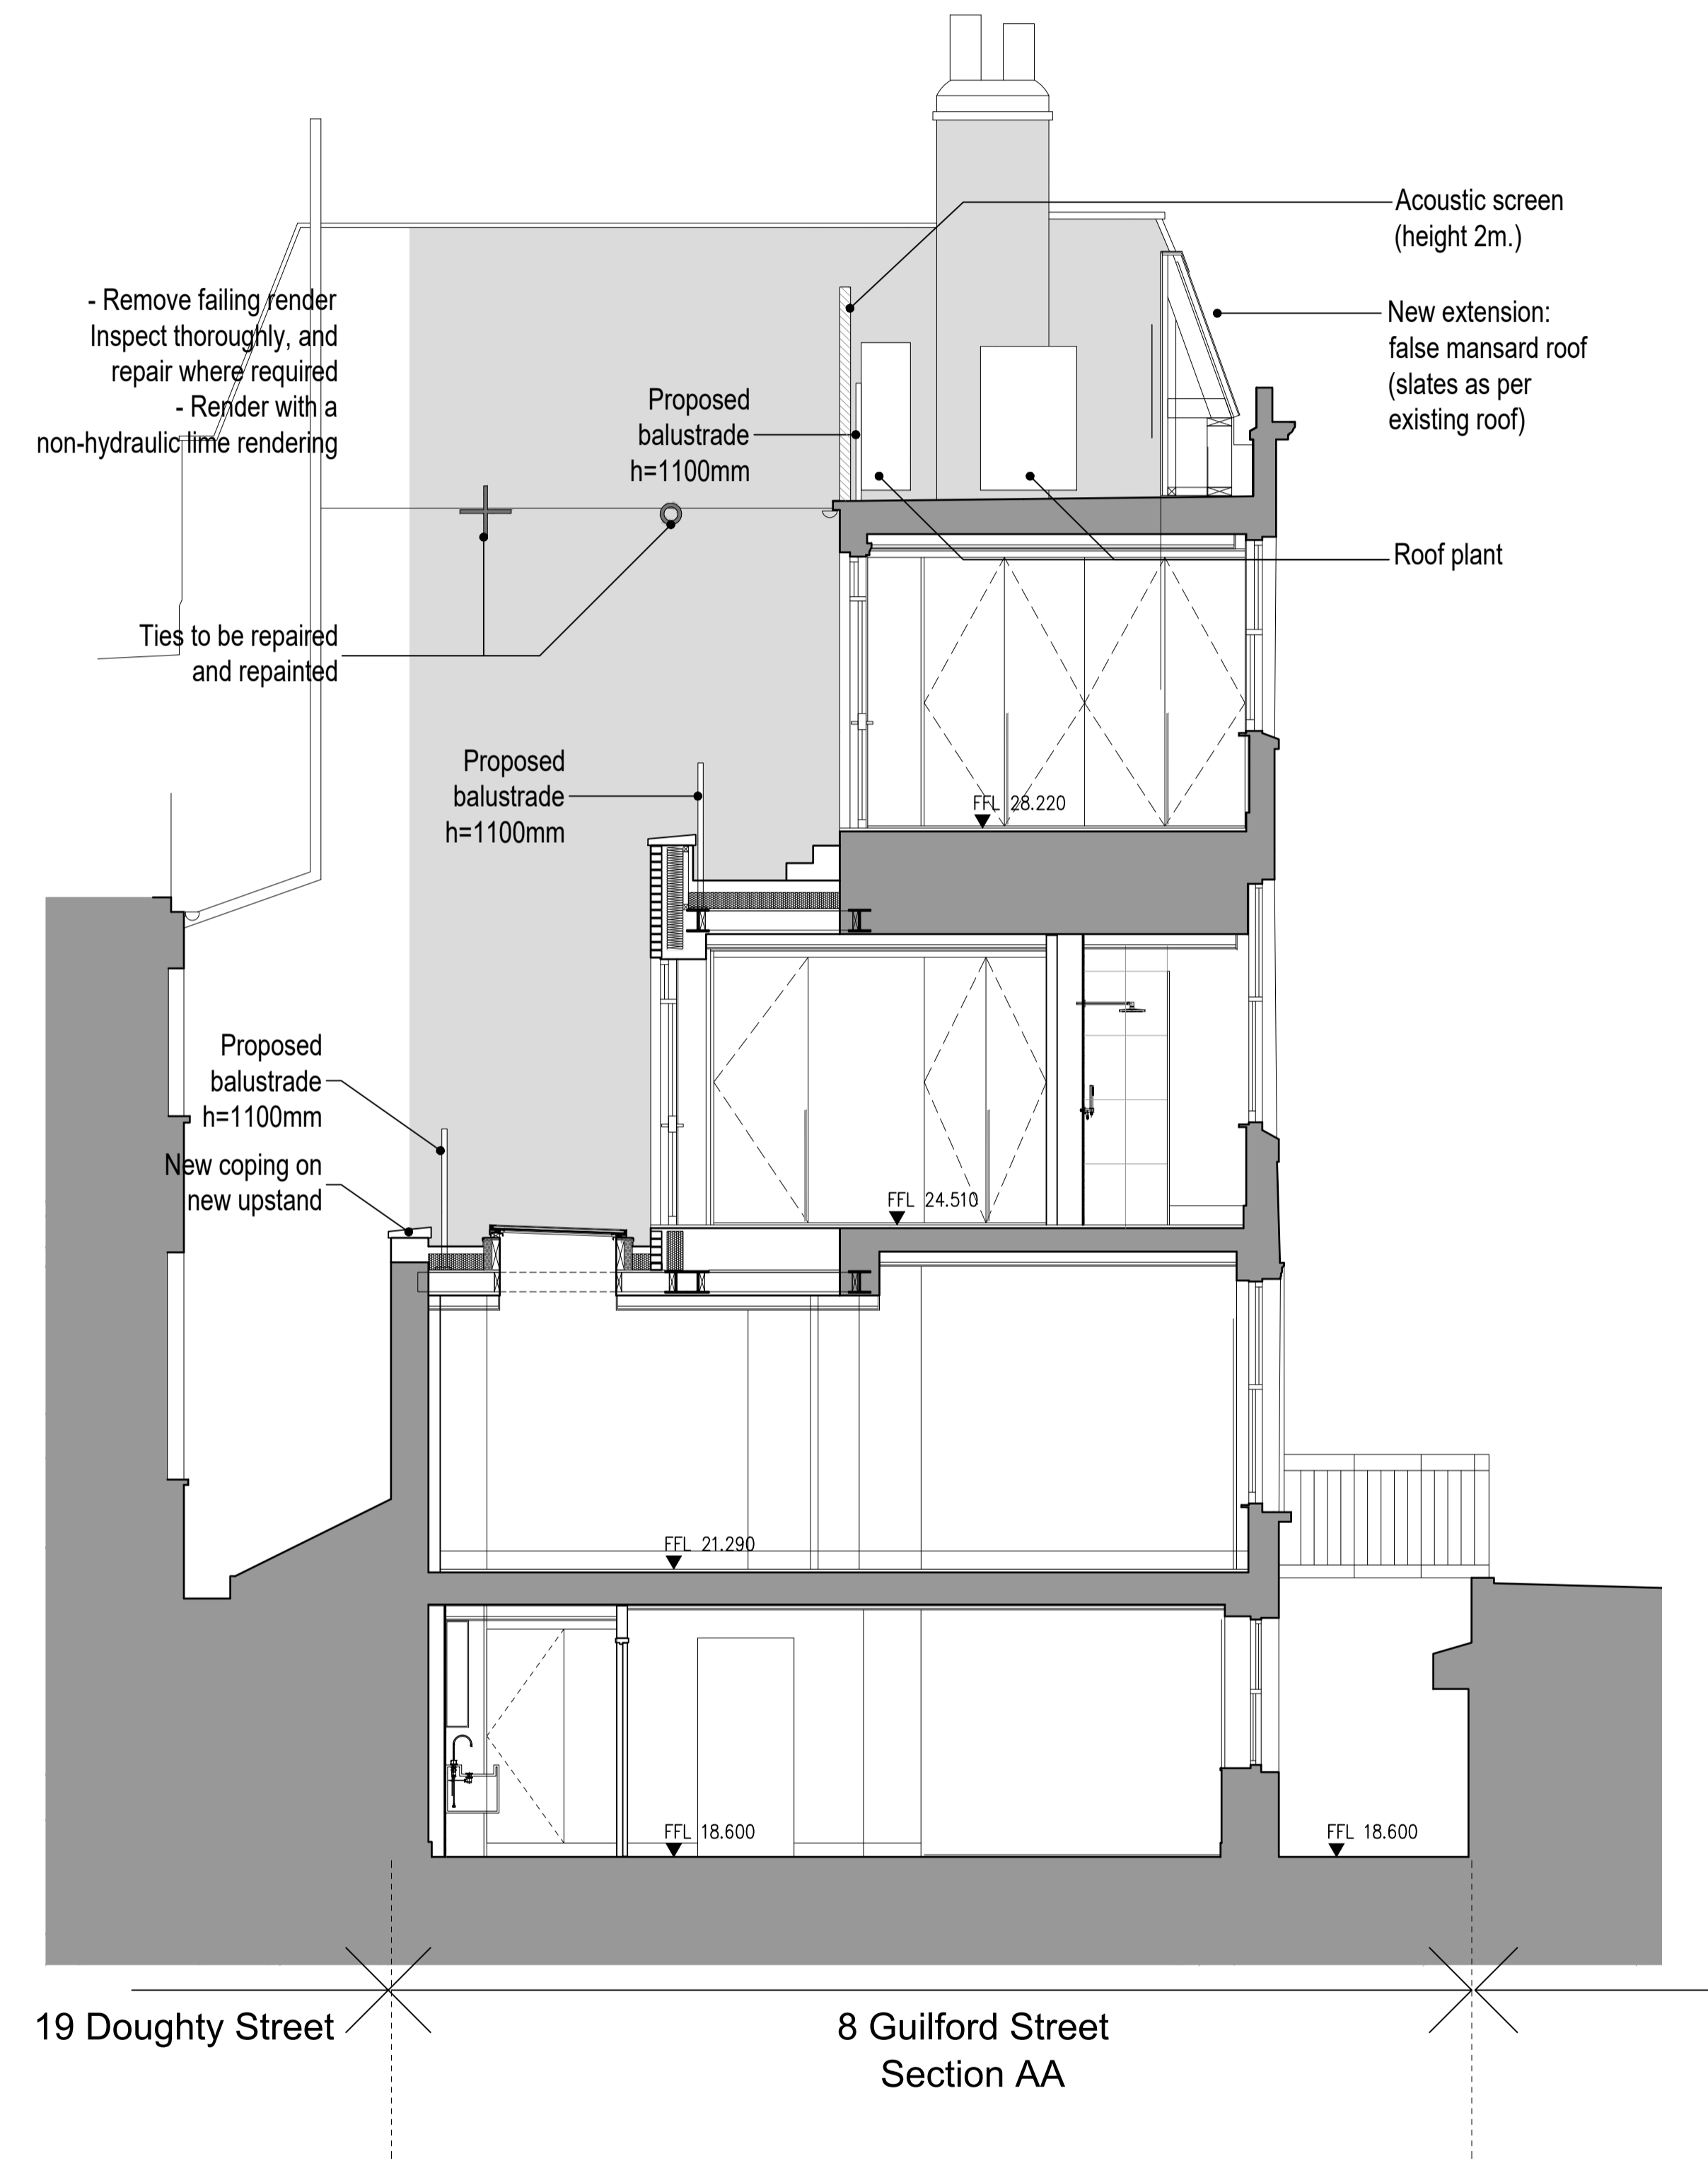 Acoustic screen
(height 2m.)
- Remove failing render
Inspect thoroughly, and
repair where required
- Render with a
non-hydraulic lime rendering
New extension:
false mansard roof
(slates as per
existing roof)
Proposed
balustrade
h=1100mm
Roof plant
Ties to be repaired
and repainted
Proposed
balustrade
h=1100mm
FFL 28.220
Proposed
balustrade
h=1100mm
New coping on
new upstand
FFL 24.510
FFL 21.290
FFL 18.600
FFL 18.600
19 Doughty Street
8 Guilford Street
Section AA